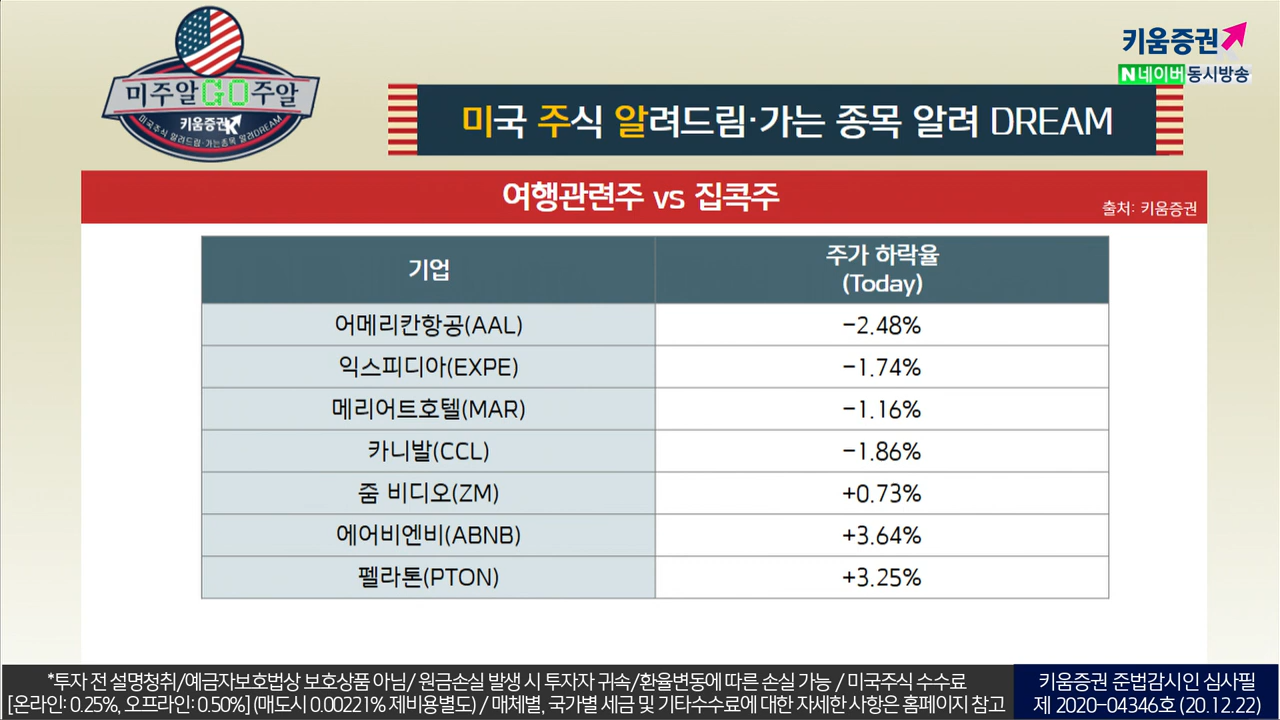 미주알GO주알
키움증권
미국주식 알려드림·가는종목 알려DREAM
키움증권
N 네이버 동시방송
미국 주식 알려드림·가는 종목 알려 DREAM
여행관련주 vs 집콕주
출처: 키움증권
기업
주가 하락율
(Today)
어메리칸항공(AAL) -2.48%
익스피디아(EXPE) -1.74%
메리어트호텔(MAR) -1.16%
카니발(CCL) -1.86%
줌 비디오(ZM) +0.73%
에어비엔비(ABNB) +3.64%
펠라톤(PTON) +3.25%
*투자 전 설명청취/예금자보호법상 보호상품 아님/ 원금손실 발생 시 투자자 귀속/환율변동에 따른 손실 가능 / 미국주식 수수료
[온라인: 0.25%, 오프라인: 0.50%] (매도시 0.00221% 제비용별도) / 매체별, 국가별 세금 및 기타수수료에 대한 자세한 사항은 홈페이지 참고
키움증권 준법감시인 심사필
제 2020-04346호 (20.12.22)